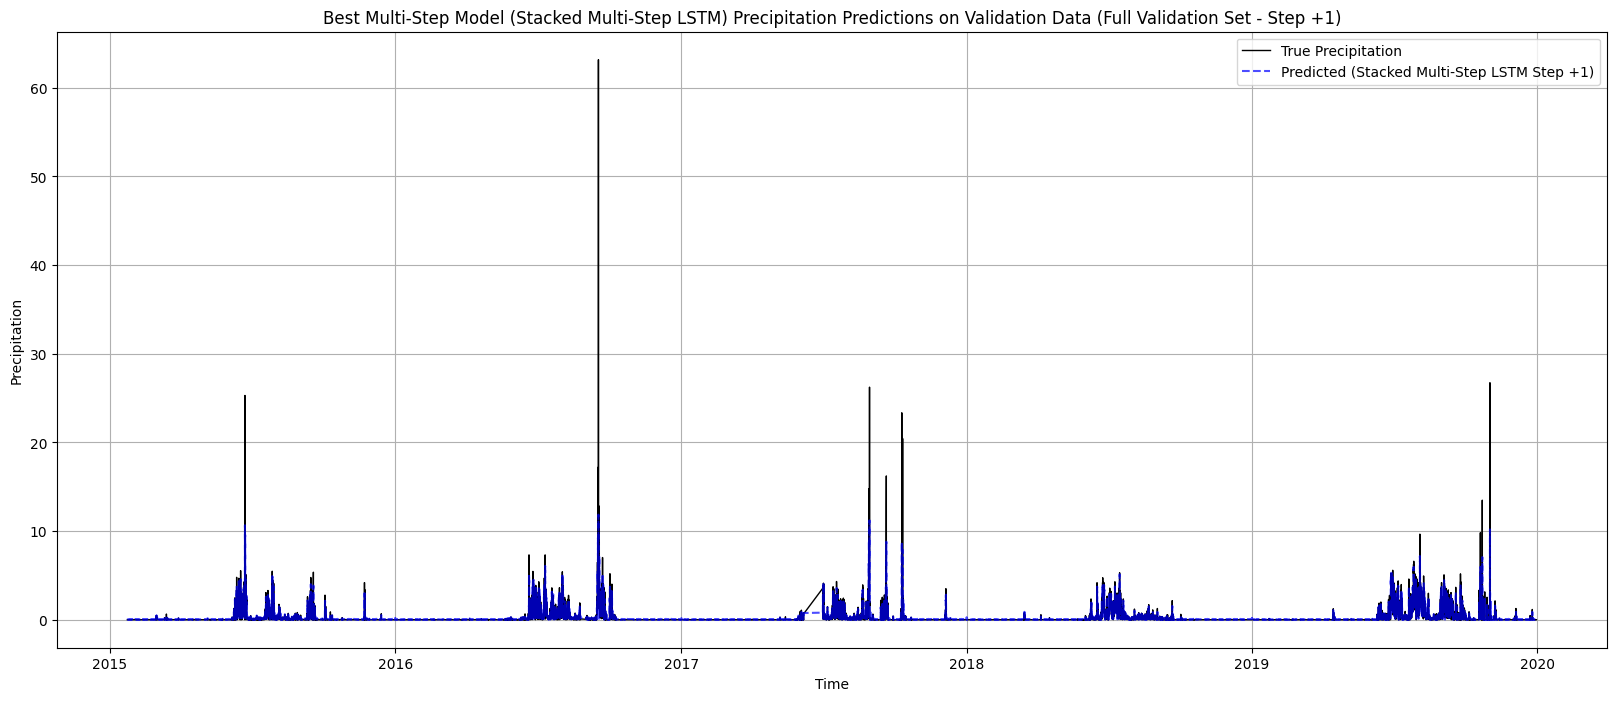 Best Multi-Step Model (Stacked Multi-Step LSTM) Precipitation Predictions on Validation Data (Full Validation Set - Step +1)
True Precipitation
Predicted (Stacked Multi-Step LSTM Step +1)
Precipitation
60
50
40
30
20
10
0
2015 2016 2017 2018 2019 2020
Time